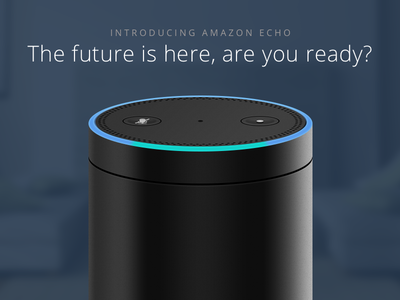 INTRODUCING AMAZON ECHO
The future is here, are you ready?